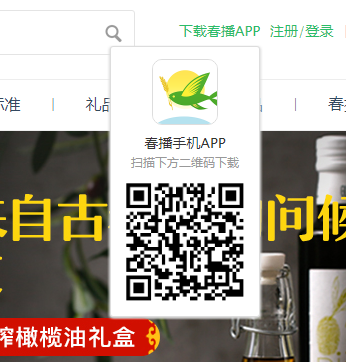 下载春播APP 注册/登录
标准 礼品 春播
春播手机APP
扫描下方二维码下载
来自古 问候
榨橄榄油礼盒